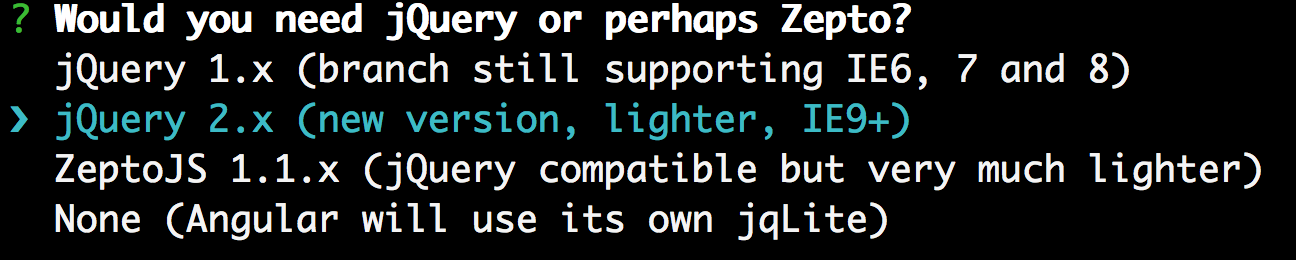 ? Would you need jQuery or perhaps Zepto?
jQuery 1.x (branch still supporting IE6, 7 and 8)
❯ jQuery 2.x (new version, lighter, IE9+)
ZeptoJS 1.1.x (jQuery compatible but very much lighter)
None (Angular will use its own jqLite)